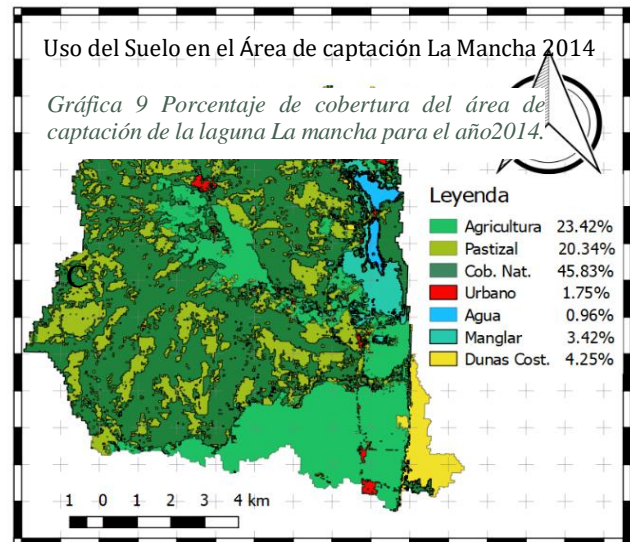 Uso del Suelo en el Área de captación La Mancha 2014
Gráfica 9 Porcentaje de cobertura del área de
captación de la laguna La mancha para el año2014.
Leyenda
Agricultura 23.42%
Pastizal 20.34%
Cob. Nat. 45.83%
Urbano 1.75%
Agua 0.96%
Manglar 3.42%
Dunas Cost. 4.25%
C
1 0 1 2 3 4 km